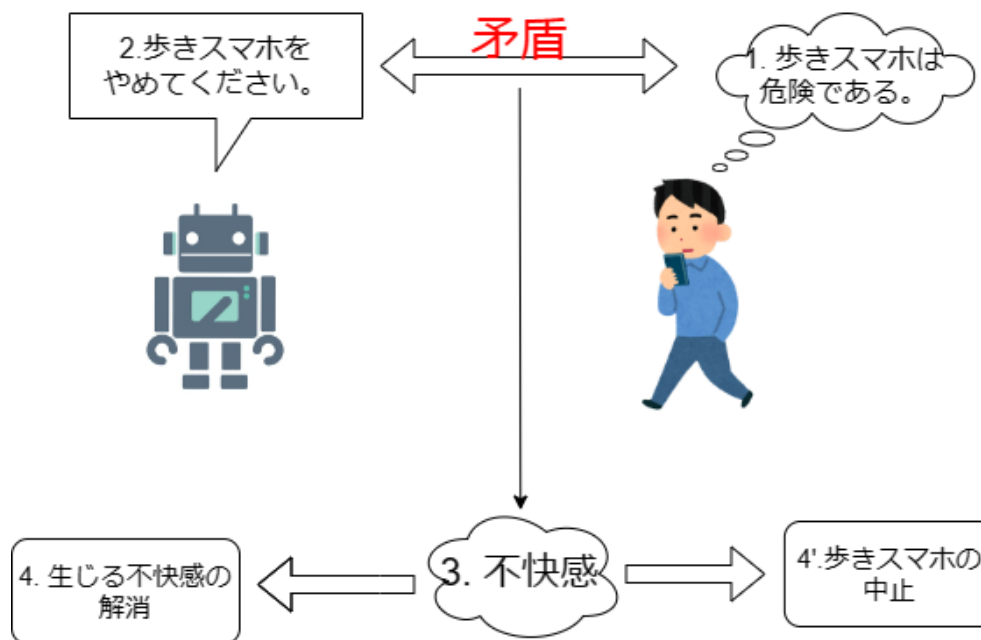 2.歩きスマホを
やめてください。
矛盾
1. 歩きスマホは
危険である。
3. 不快感
4. 生じる不快感の
解消
4'.歩きスマホの
中止